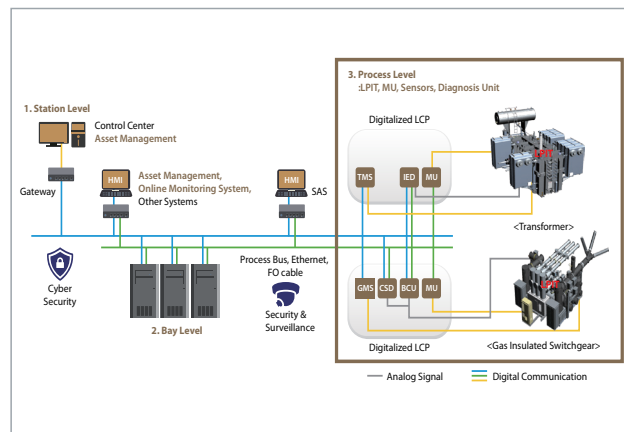 3. Process Level
:LPIT, MU, Sensors, Diagnosis Unit
1. Station Level
Control Center
Asset Management
Digitalized LCP
LPIT
Gateway
HMI
Asset Management,
Online Monitoring System,
Other Systems
HMI
SAS
TMS
IED
MU
<Transformer>
Cyber
Security
2. Bay Level
Process Bus, Ethernet,
FO cable
Security &
Surveillance
GMS
CSD
BCU
MU
LPIT
Digitalized LCP
<Gas Insulated Switchgear>
Analog Signal
Digital Communication